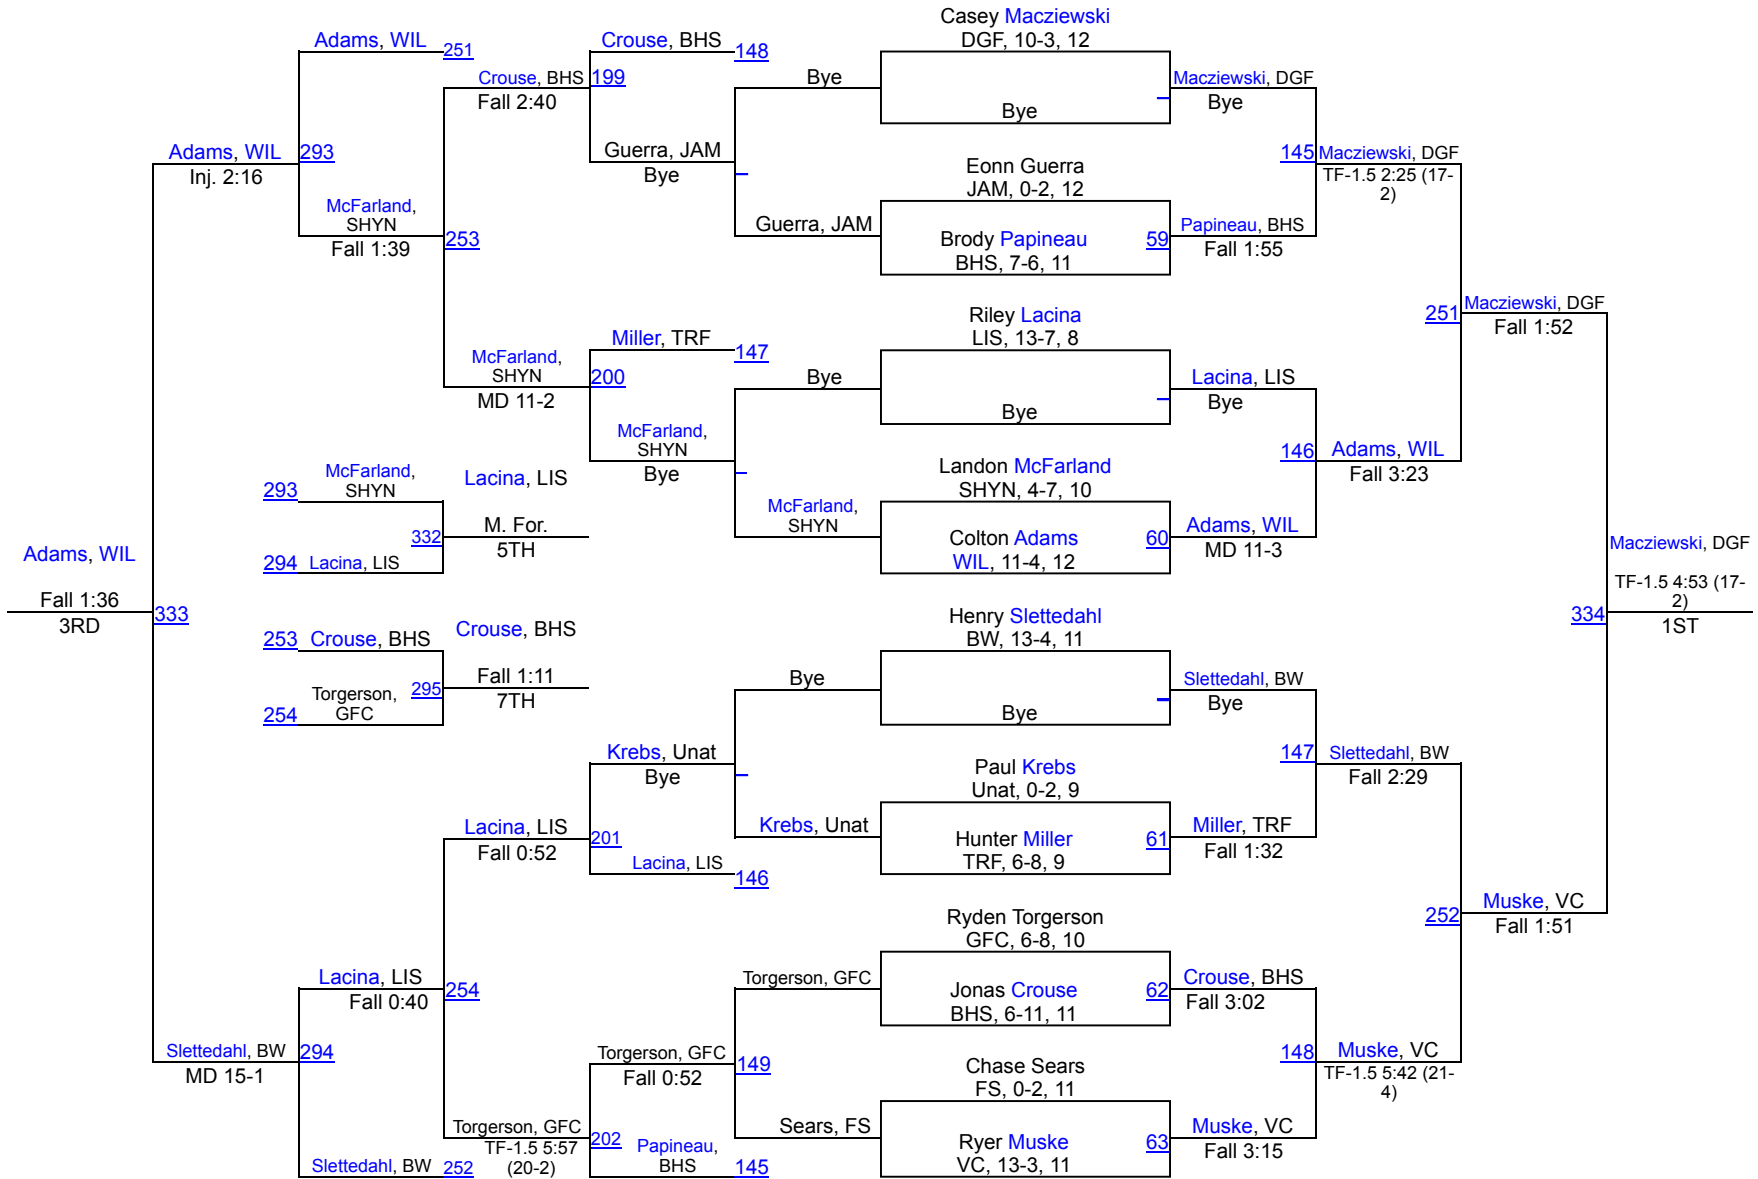 Casey Macziewski
DGF, 10-3, 12
Adams, WIL
251
Crouse, BHS
148
Crouse, BHS
199
Fall 2:40
Bye
Bye
Macziewski, DGF
Bye
Adams, WIL
293
Inj. 2:16
Guerra, JAM
Bye
Eonn Guerra
JAM, 0-2, 12
145
Macziewski, DGF
TF-1.5 2:25 (17-
2)
McFarland,
SHYN
Fall 1:39
253
Guerra, JAM
Brody Papineau
BHS, 7-6, 11
59
Papineau, BHS
Fall 1:55
Riley Lacina
LIS, 13-7, 8
251
Macziewski, DGF
Fall 1:52
Miller, TRF
147
McFarland,
SHYN
200
MD 11-2
Bye
Bye
Lacina, LIS
Bye
McFarland,
SHYN
Bye
146
Adams, WIL
Fall 3:23
Landon McFarland
SHYN, 4-7, 10
293
McFarland,
SHYN
Lacina, LIS
332
M. For.
5TH
294
Lacina, LIS
McFarland,
SHYN
Colton Adams
WIL, 11-4, 12
60
Adams, WIL
MD 11-3
Adams, WIL
Fall 1:36
3RD
333
Macziewski, DGF
TF-1.5 4:53 (17-
2)
334
1ST
253
Crouse, BHS
Crouse, BHS
295
Fall 1:11
7TH
254
Torgerson,
GFC
Henry Slettedahl
BW, 13-4, 11
Bye
Bye
Slettedahl, BW
Bye
Krebs, Unat
Bye
Paul Krebs
Unat, 0-2, 9
147
Slettedahl, BW
Fall 2:29
Lacina, LIS
Fall 0:52
201
Krebs, Unat
Hunter Miller
TRF, 6-8, 9
61
Miller, TRF
Fall 1:32
Lacina, LIS
146
Ryden Torgerson
GFC, 6-8, 10
252
Muske, VC
Fall 1:51
Lacina, LIS
Fall 0:40
254
Torgerson, GFC
Jonas Crouse
BHS, 6-11, 11
62
Crouse, BHS
Fall 3:02
Slettedahl, BW
294
MD 15-1
Torgerson, GFC
Fall 0:52
149
Chase Sears
FS, 0-2, 11
148
Muske, VC
TF-1.5 5:42 (21-
4)
Torgerson, GFC
TF-1.5 5:57
(20-2)
202
Sears, FS
Ryer Muske
VC, 13-3, 11
63
Muske, VC
Fall 3:15
Slettedahl, BW
252
Papineau,
BHS
145